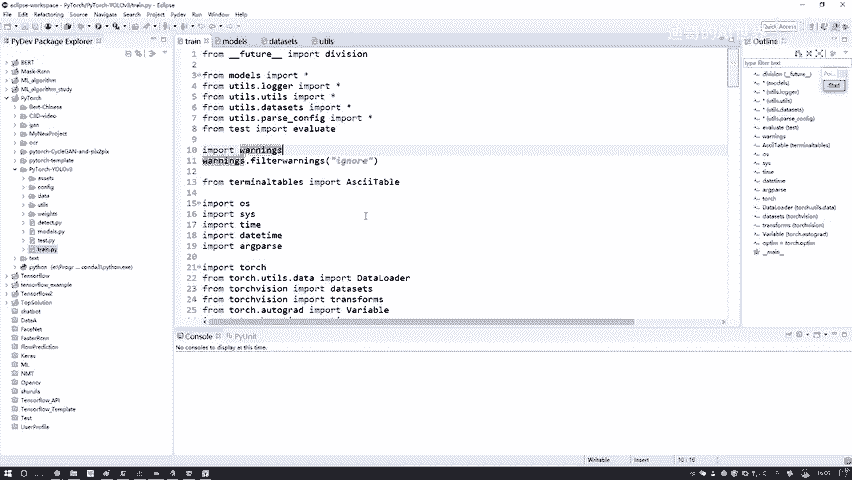 eclipse-workspace - PyTorch/PyTorch-YOLOv3/train.py - Eclipse
File Edit Refactoring Source Navigate Search Project Pydev Run Window Help
Quick Access
PyDev Package Explorer
BERT
Mask-Rcnn
ML_algorithm
ML_algorithm_study
PyTorch
Bert-Chinese
C3D-video
gan
MyNewProject
ocr
pytorch-CycleGAN-and-pix2pix
pytorch-template
PyTorch-YOLOv3
assets
config
data
utils
weights
detect.py
models.py
test.py
train.py
text
Tensorflow
tensorflow_example
Tensorflow2
TopSolution
chatbot
DataA
FaceNet
FasterRcnn
FlowPrediction
Keras
ML
NMT
Opencv
shuruils
Tensorflow_API
Tensorflow_Template
Test
UserProfile
train models datasets utils
1 from __future__ import division
2
3 from models import *
4 from utils.logger import *
5 from utils.utils import *
6 from utils.datasets import *
7 from utils.parse_config import *
8 from test import evaluate
9
10 import warnings
11 warnings.filterwarnings("ignore")
12
13 from terminaltables import AsciiTable
14
15 import os
16 import sys
17 import time
18 import datetime
19 import argparse
20
21 import torch
22 from torch.utils.data import DataLoader
23 from torchvision import datasets
24 from torchvision import transforms
25 from torch.autograd import Variable
Outline
type filter text
division (__future__)
* (models)
* (utils.logger)
* (utils.utils)
* (utils.datasets)
* (utils.parse_config)
evaluate (test)
warnings
AsciiTable (terminaltables)
os
sys
time
datetime
argparse
torch
DataLoader (torch.utils.data)
datasets (torchvision)
transforms (torchvision)
Variable (torch.autograd)
optim = torch.optim
__main__
Console PyUnit
No consoles to display at this time.
Writable Insert 10 : 16